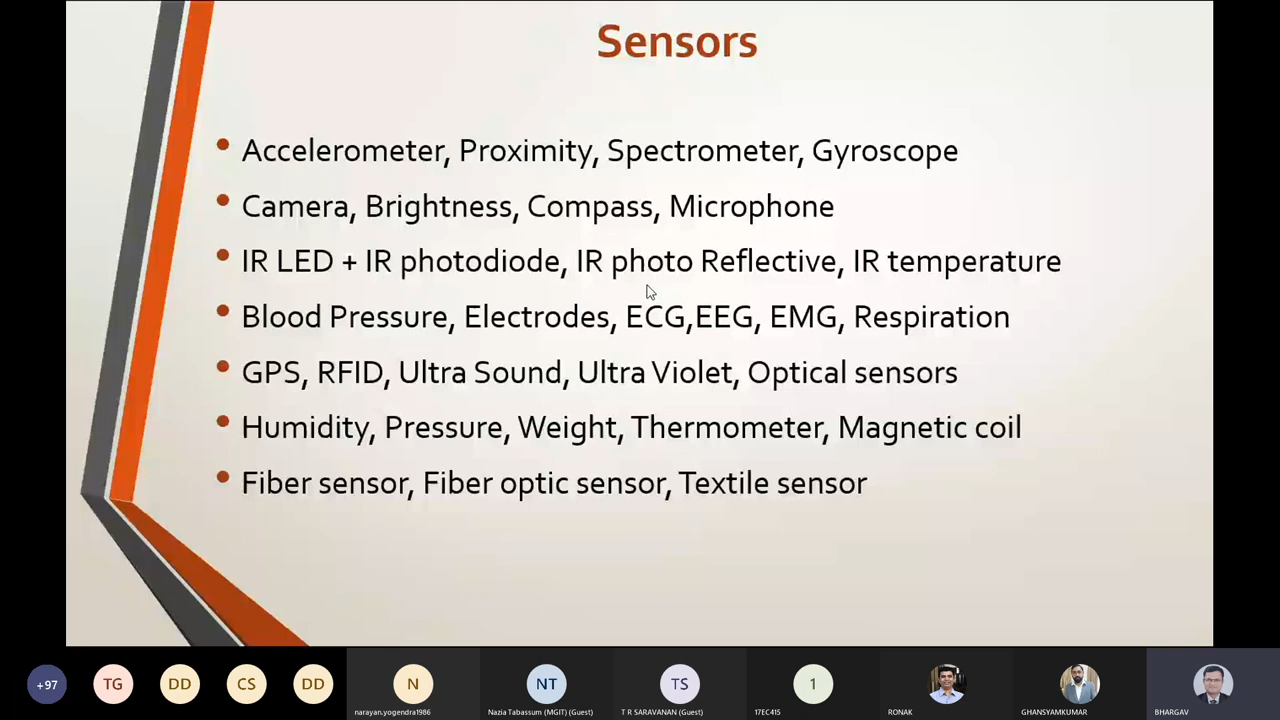 Sensors
Accelerometer, Proximity, Spectrometer, Gyroscope
Camera, Brightness, Compass, Microphone
IR LED + IR photodiode, IR photo Reflective, IR temperature
Blood Pressure, Electrodes, ECG,EEG, EMG, Respiration
GPS, RFID, Ultra Sound, Ultra Violet, Optical sensors
Humidity, Pressure, Weight, Thermometer, Magnetic coil
Fiber sensor, Fiber optic sensor, Textile sensor
+97 TG DD CS DD N NT TS 1
narayan.yogendra1986 Nazia Tabassum (MGIT) (Guest) T R SARAVANAN (Guest) 17EC415 RONAK GHANSYAMKUMAR BHARGAV